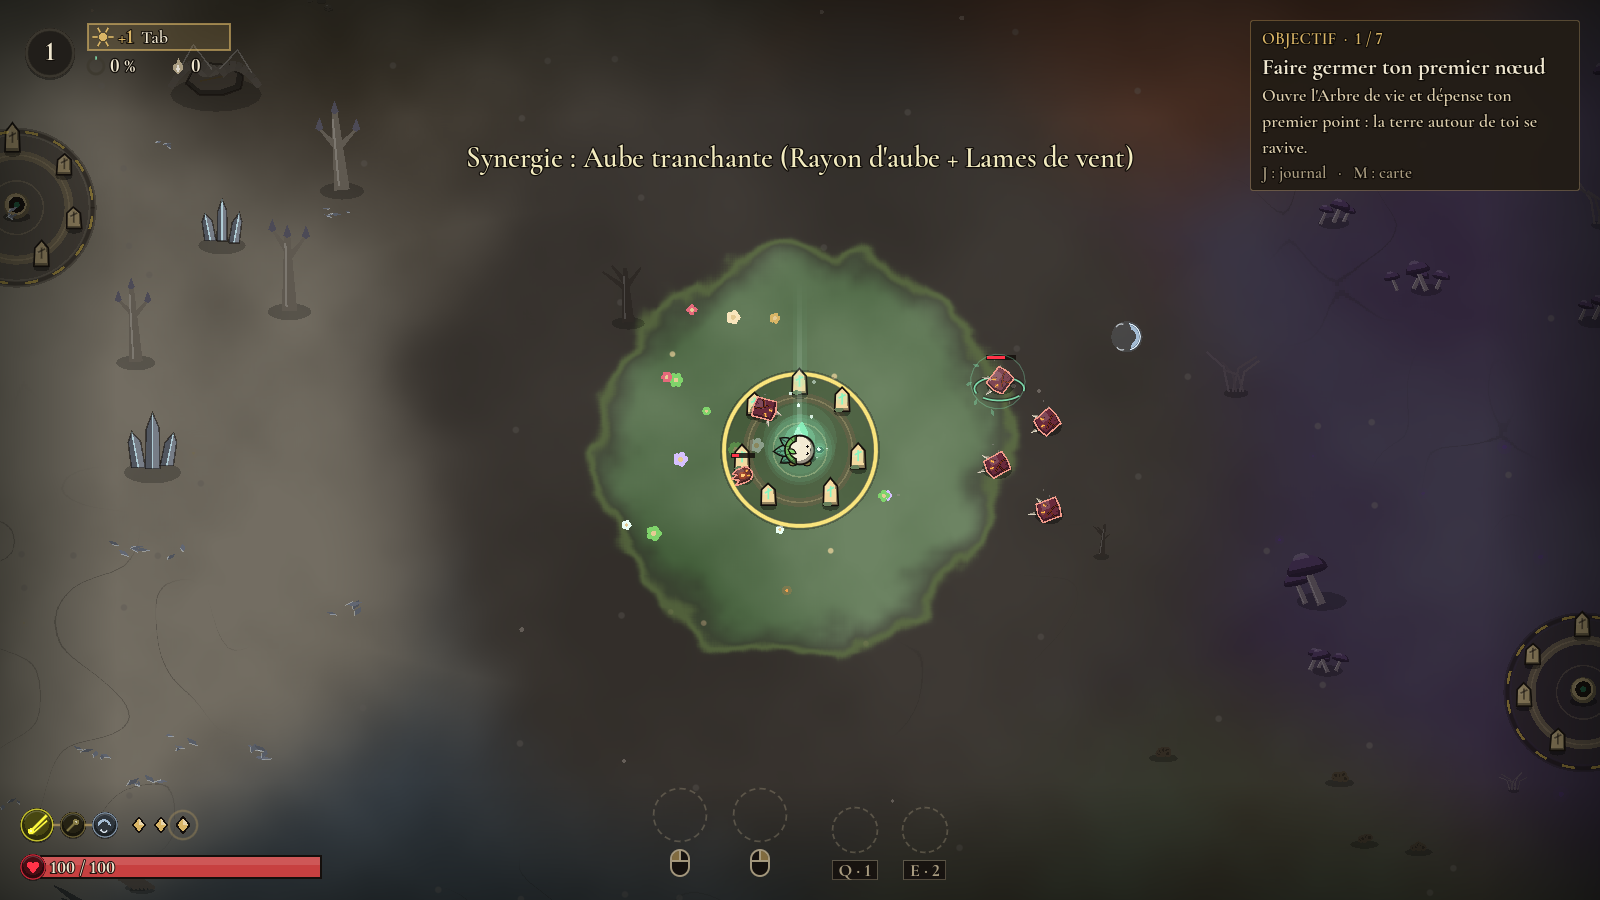 1
+1 Tab
0 %
0
OBJECTIF · 1 / 7
Faire germer ton premier nœud
Ouvre l'Arbre de vie et dépense ton
premier point : la terre autour de toi se
ravive.
J : journal · M : carte
Synergie : Aube tranchante (Rayon d'aube + Lames de vent)
100 / 100
Q · 1
E · 2